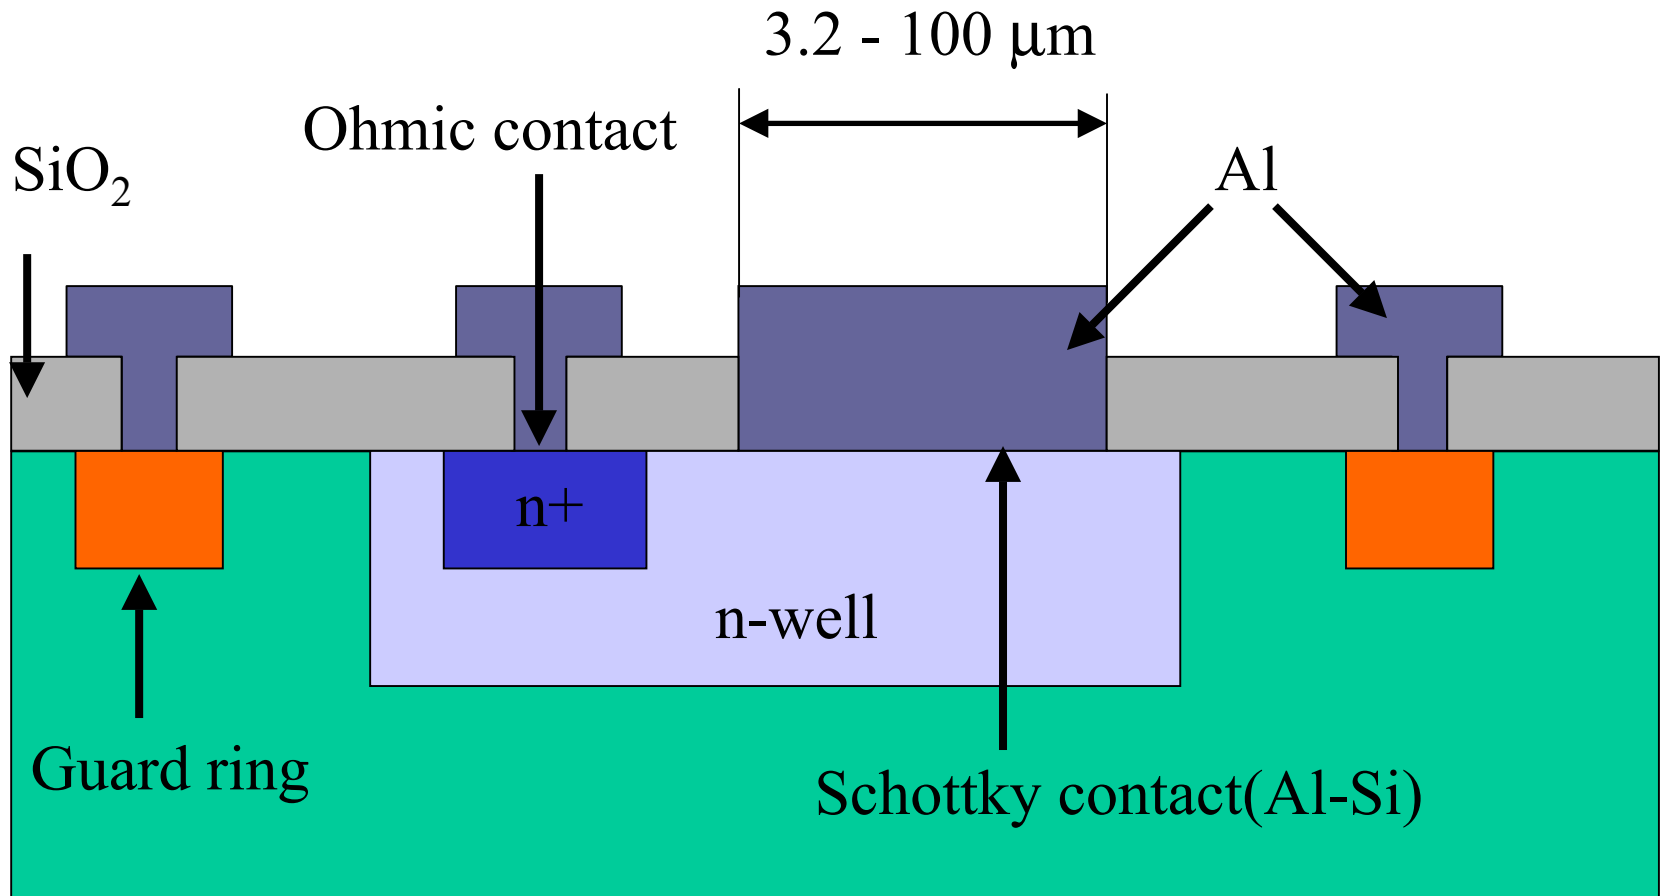 3.2 - 100 μm
Ohmic contact
SiO₂
Al
n+
n-well
Guard ring
Schottky contact(Al-Si)